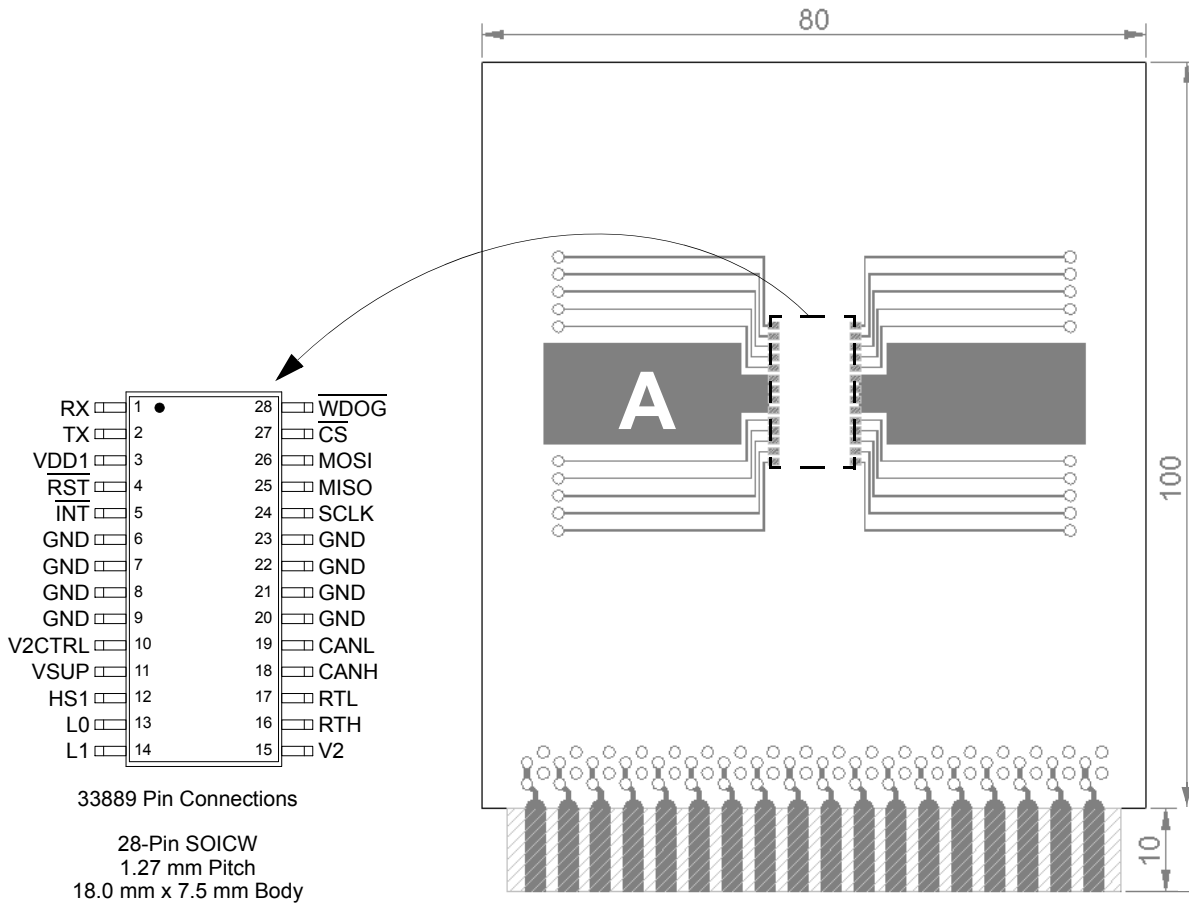 80
A
100
10
RX 1 28 WDOG
TX 2 27 CS
VDD1 3 26 MOSI
RST 4 25 MISO
INT 5 24 SCLK
GND 6 23 GND
GND 7 22 GND
GND 8 21 GND
GND 9 20 GND
V2CTRL 10 19 CANL
VSUP 11 18 CANH
HS1 12 17 RTL
L0 13 16 RTH
L1 14 15 V2
33889 Pin Connections
28-Pin SOICW
1.27 mm Pitch
18.0 mm x 7.5 mm Body